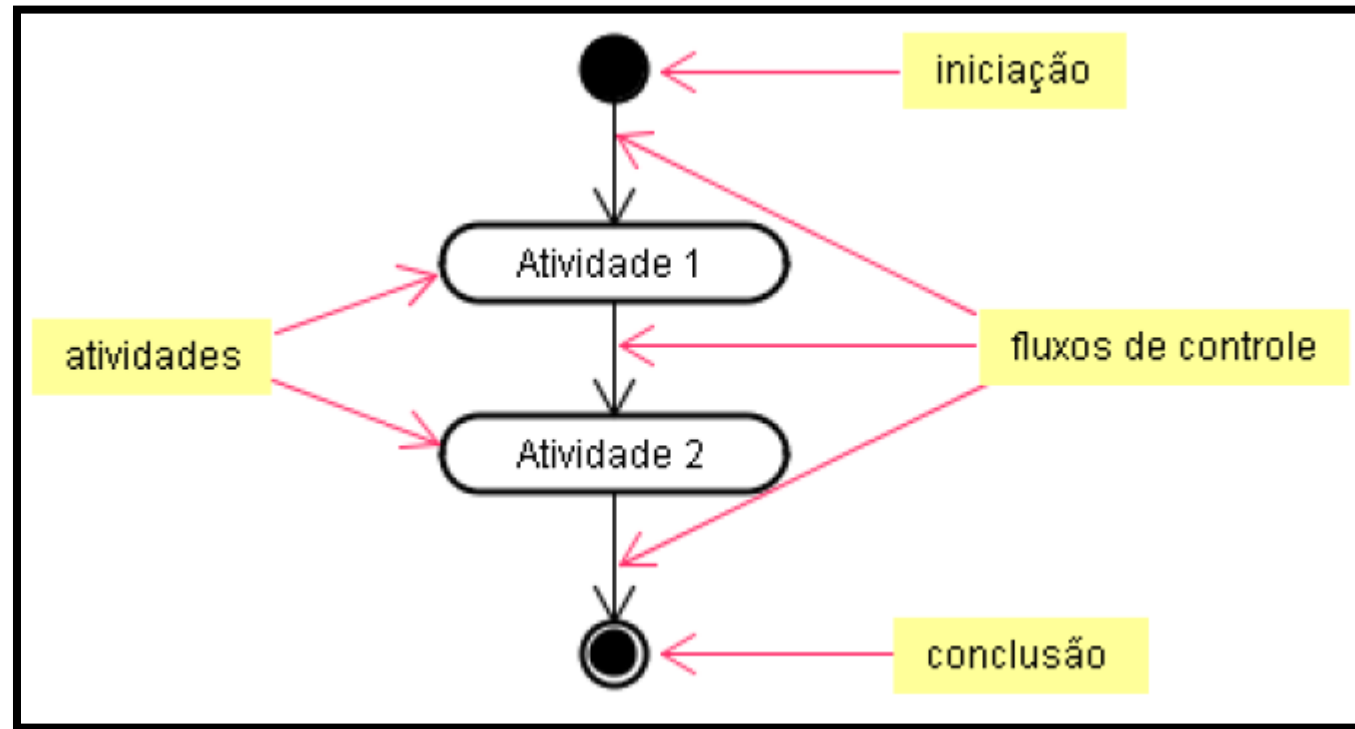 iniciação
Atividade 1
fluxos de controle
atividades
Atividade 2
conclusão